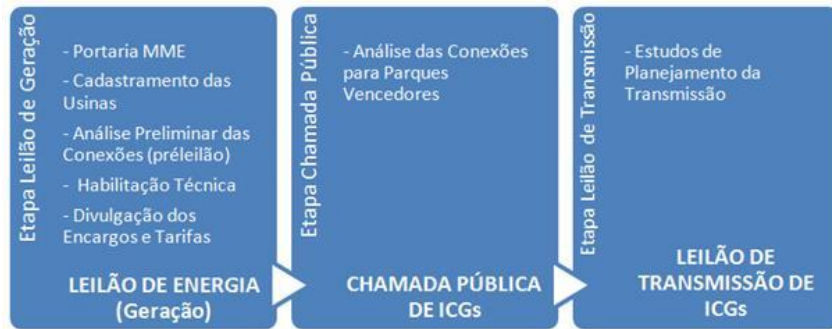 Etapa Leilão de Geração
- Portaria MME
- Cadastramento das
Usinas
- Análise Preliminar das
Conexões (préleilão)
- Habilitação Técnica
- Divulgação dos
Encargos e Tarifas
LEILÃO DE ENERGIA
(Geração)
Etapa Chamada Pública
- Análise das Conexões
para Parques
Vencedores
CHAMADA PÚBLICA
DE ICGs
Etapa Leilão de Transmissão
- Estudos de
Planejamento da
Transmissão
LEILÃO DE
TRANSMISSÃO DE
ICGs